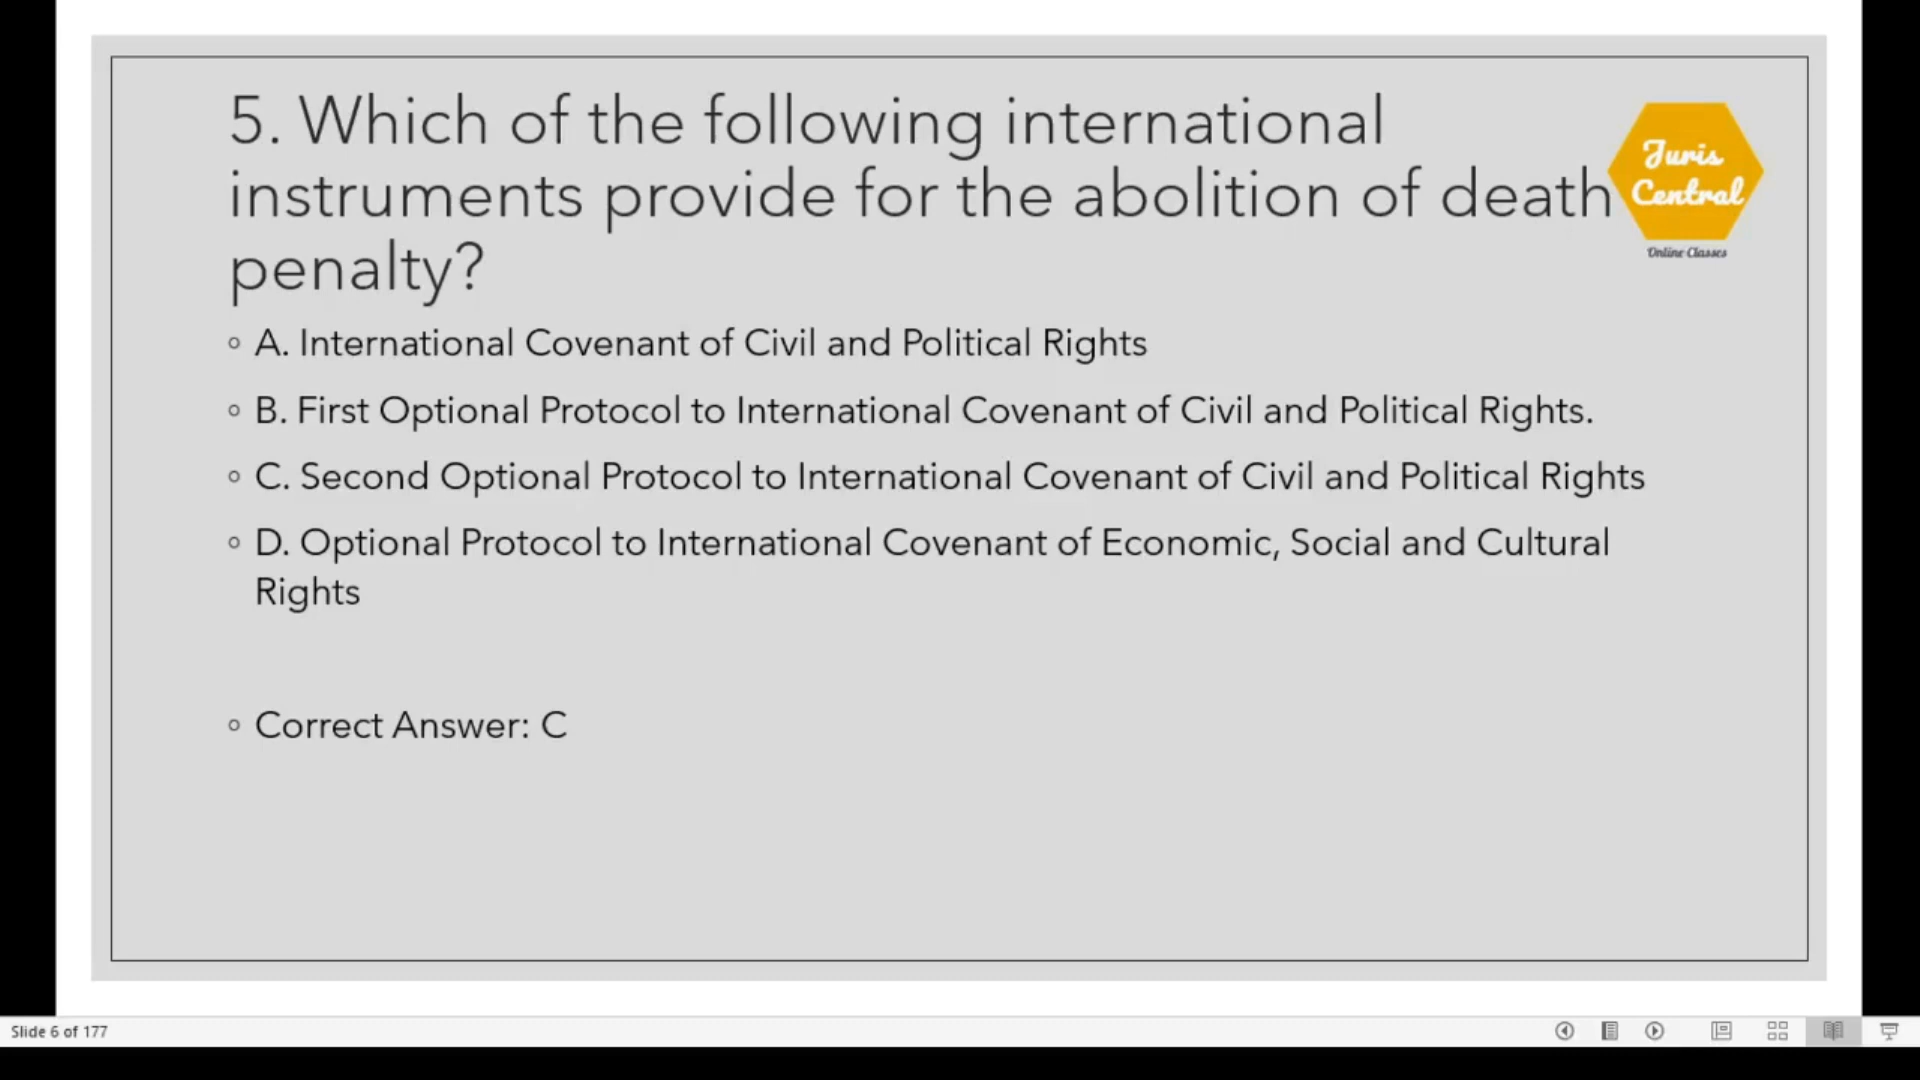 5. Which of the following international
instruments provide for the abolition of death
penalty?
Juris
Central
Online Classes
◦ A. International Covenant of Civil and Political Rights
◦ B. First Optional Protocol to International Covenant of Civil and Political Rights.
◦ C. Second Optional Protocol to International Covenant of Civil and Political Rights
◦ D. Optional Protocol to International Covenant of Economic, Social and Cultural
Rights
◦ Correct Answer: C
Slide 6 of 177